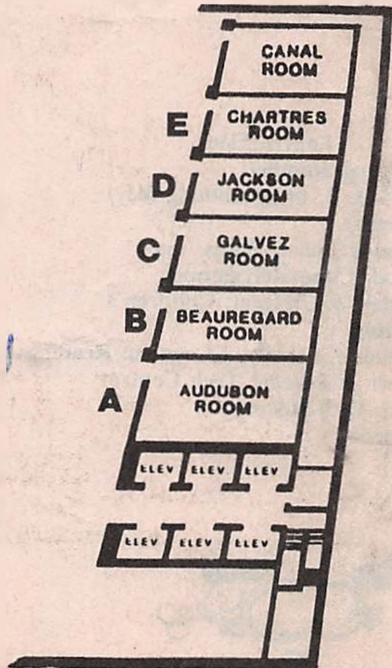 CANAL
ROOM
E
CHARTRES
ROOM
D
JACKSON
ROOM
C
GALVEZ
ROOM
B
BEAUREGARD
ROOM
A
AUDUBON
ROOM
ELEV ELEV ELEV
ELEV ELEV ELEV